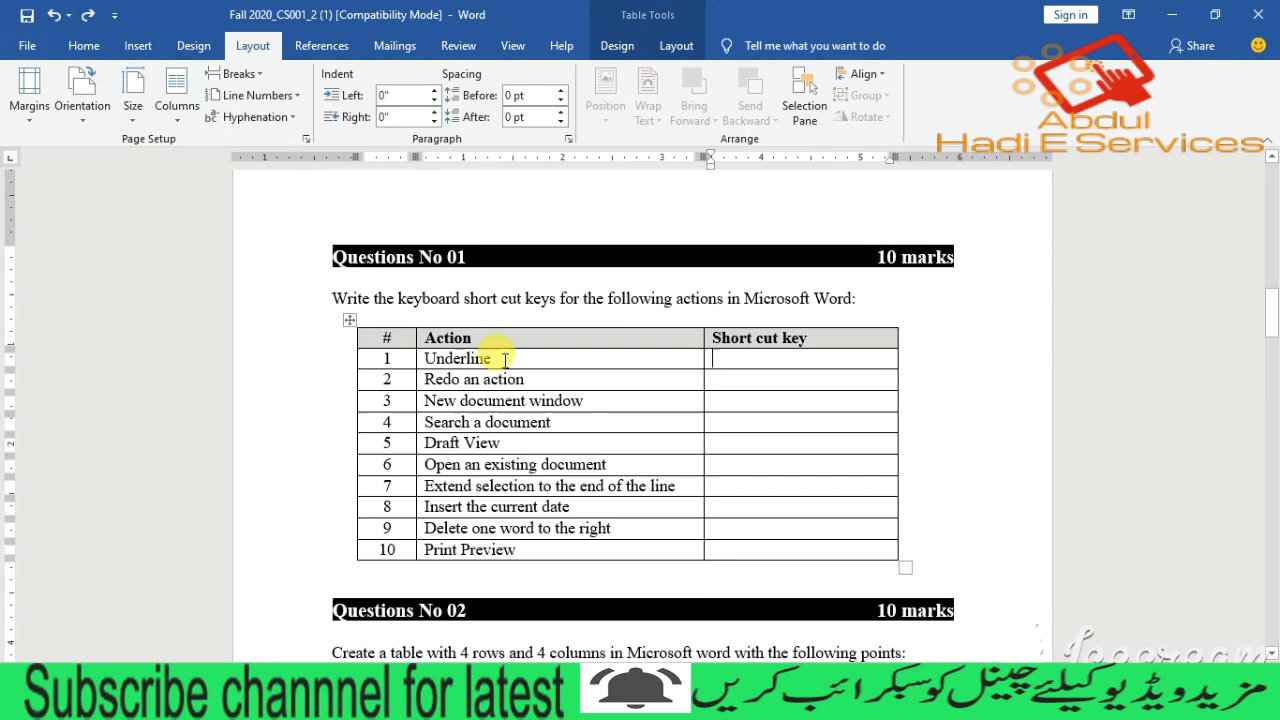 Fall 2020_CS001_2 (1) [Compatibility Mode] - Word
Table Tools
Sign in
File Home Insert Design Layout References Mailings Review View Help Design Layout Tell me what you want to do Share
Margins Orientation Size Columns
Breaks
Line Numbers
Hyphenation
Page Setup
Indent Spacing
Left: 0" Before: 0 pt
Right: 0" After: 0 pt
Paragraph
Position Wrap Text Bring Forward Send Backward Selection Pane
Align
Group
Rotate
Arrange
Abdul
Hadi E Services
Questions No 01 10 marks
Write the keyboard short cut keys for the following actions in Microsoft Word:
# Action Short cut key
1 Underline
2 Redo an action
3 New document window
4 Search a document
5 Draft View
6 Open an existing document
7 Extend selection to the end of the line
8 Insert the current date
9 Delete one word to the right
10 Print Preview
Questions No 02 10 marks
Create a table with 4 rows and 4 columns in Microsoft word with the following points:
Subscribe chamnel for latest
مزید ویڈیو کیلئے چینل کو سبکرائب کریں